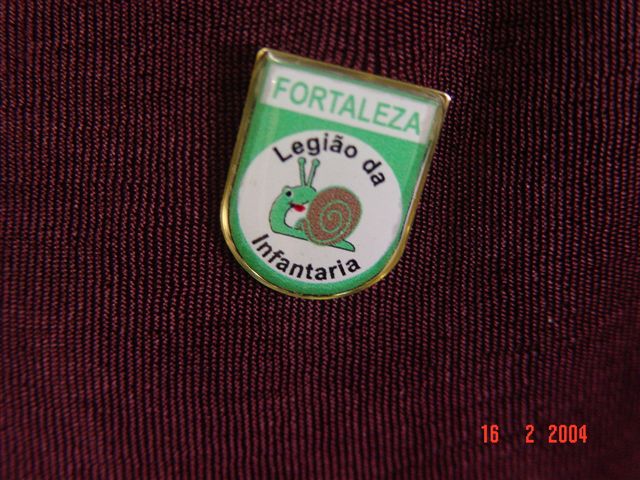 FORTALEZA
Legião da
Infantaria
16 2 2004